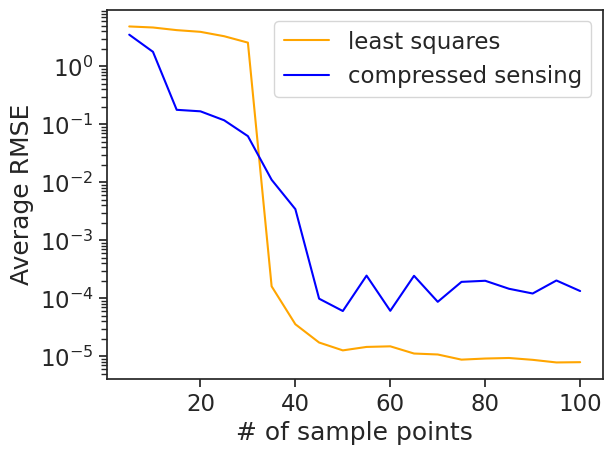 least squares
compressed sensing
Average RMSE
10⁰
10⁻¹
10⁻²
10⁻³
10⁻⁴
10⁻⁵
20 40 60 80 100
# of sample points